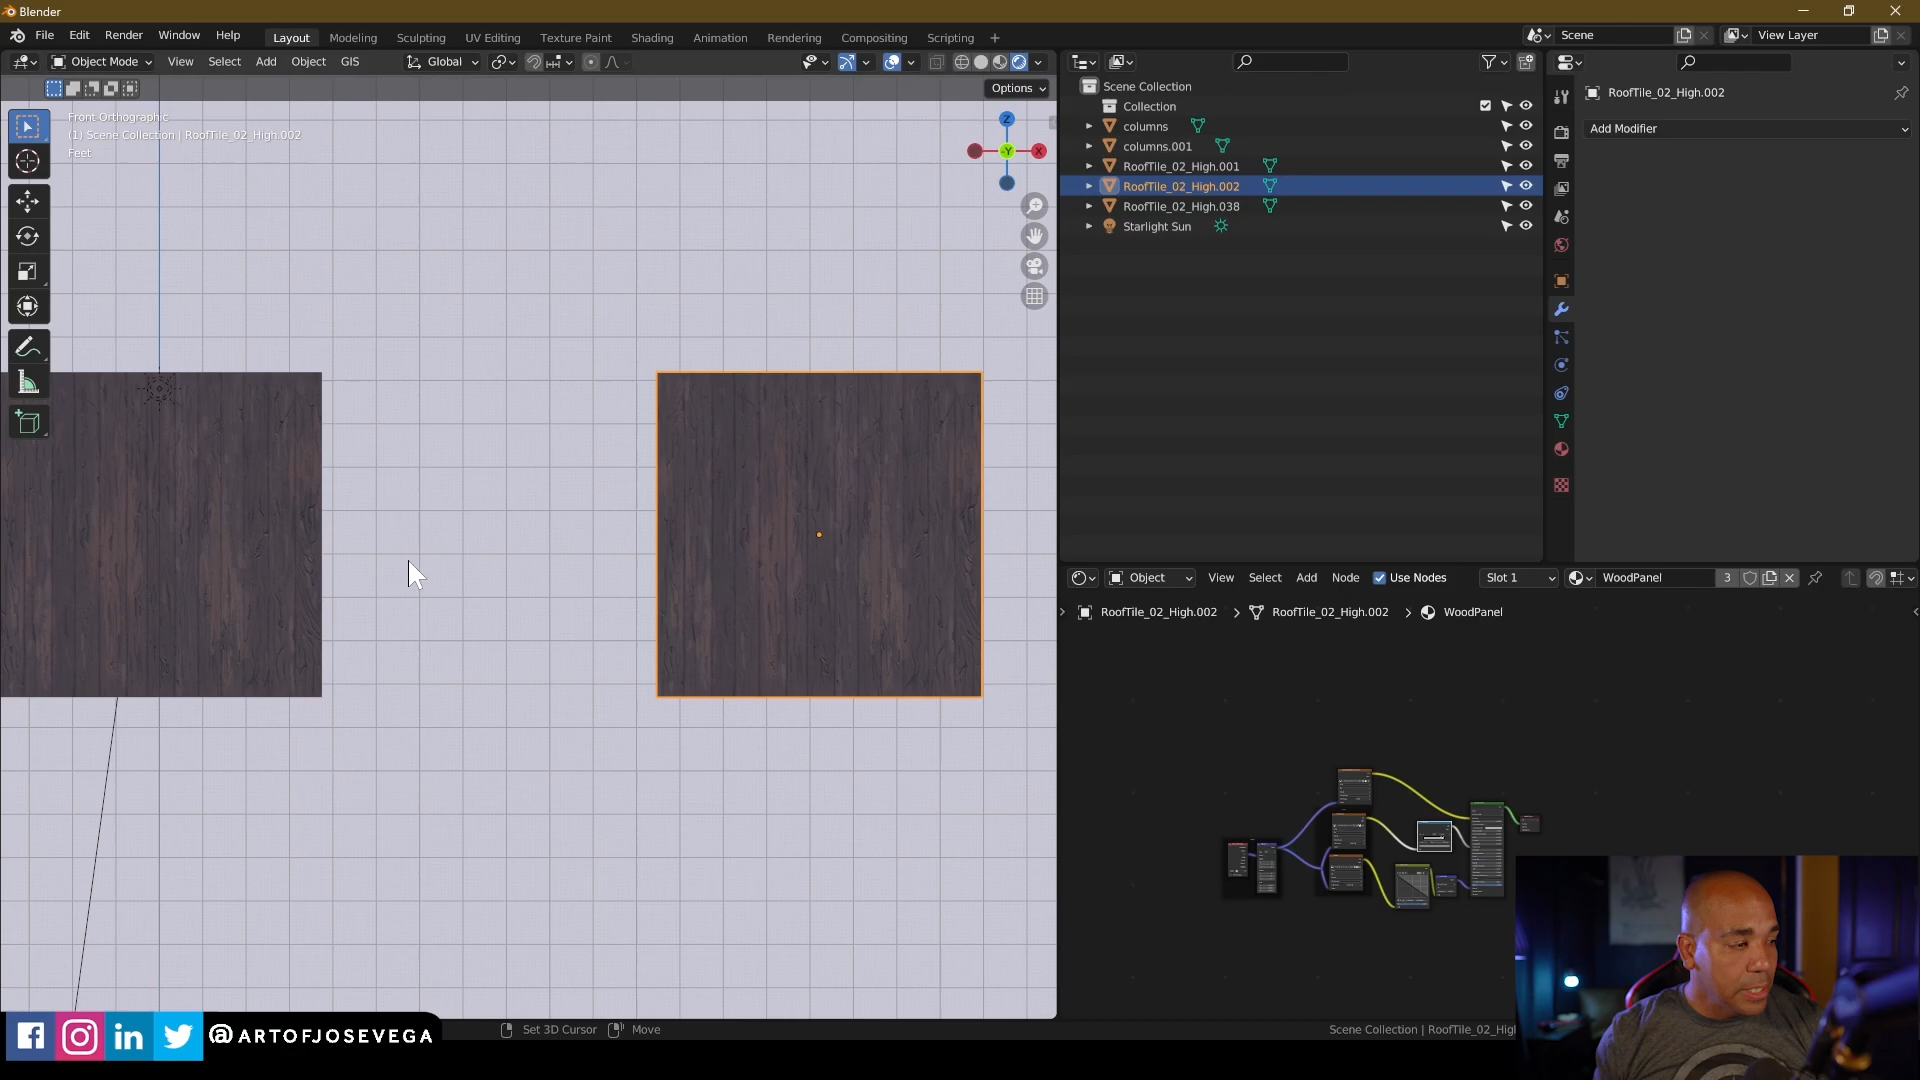 Blender
File Edit Render Window Help
Layout Modeling Sculpting UV Editing Texture Paint Shading Animation Rendering Compositing Scripting +
Scene
View Layer
Object Mode View Select Add Object GIS
Global
Options
Front Orthographic
(1) Scene Collection | RoofTile_02_High.002
Feet
Z
-Y
X
Scene Collection
Collection
columns
columns.001
RoofTile_02_High.001
RoofTile_02_High.002
RoofTile_02_High.038
Starlight Sun
RoofTile_02_High.002
Add Modifier
Object View Select Add Node Use Nodes Slot 1 WoodPanel 3
RoofTile_02_High.002 > RoofTile_02_High.002 > WoodPanel
Set 3D Cursor Move
Scene Collection | RoofTile_02_High
@ARTOFJOSEVEGA